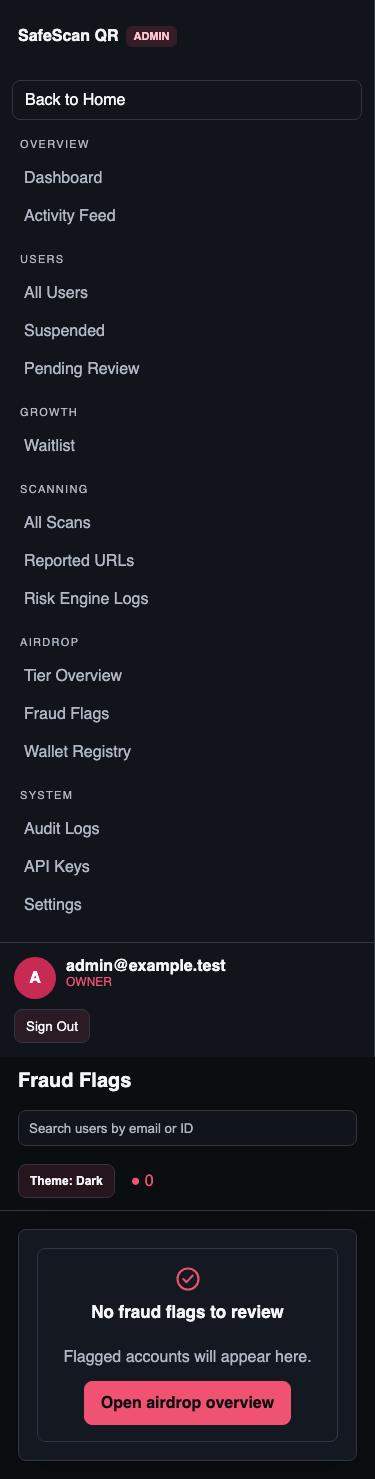 SafeScan QR ADMIN
Back to Home
OVERVIEW
Dashboard
Activity Feed
USERS
All Users
Suspended
Pending Review
GROWTH
Waitlist
SCANNING
All Scans
Reported URLs
Risk Engine Logs
AIRDROP
Tier Overview
Fraud Flags
Wallet Registry
SYSTEM
Audit Logs
API Keys
Settings
A
admin@example.test
OWNER
Sign Out
Fraud Flags
Search users by email or ID
Theme: Dark
0
No fraud flags to review
Flagged accounts will appear here.
Open airdrop overview